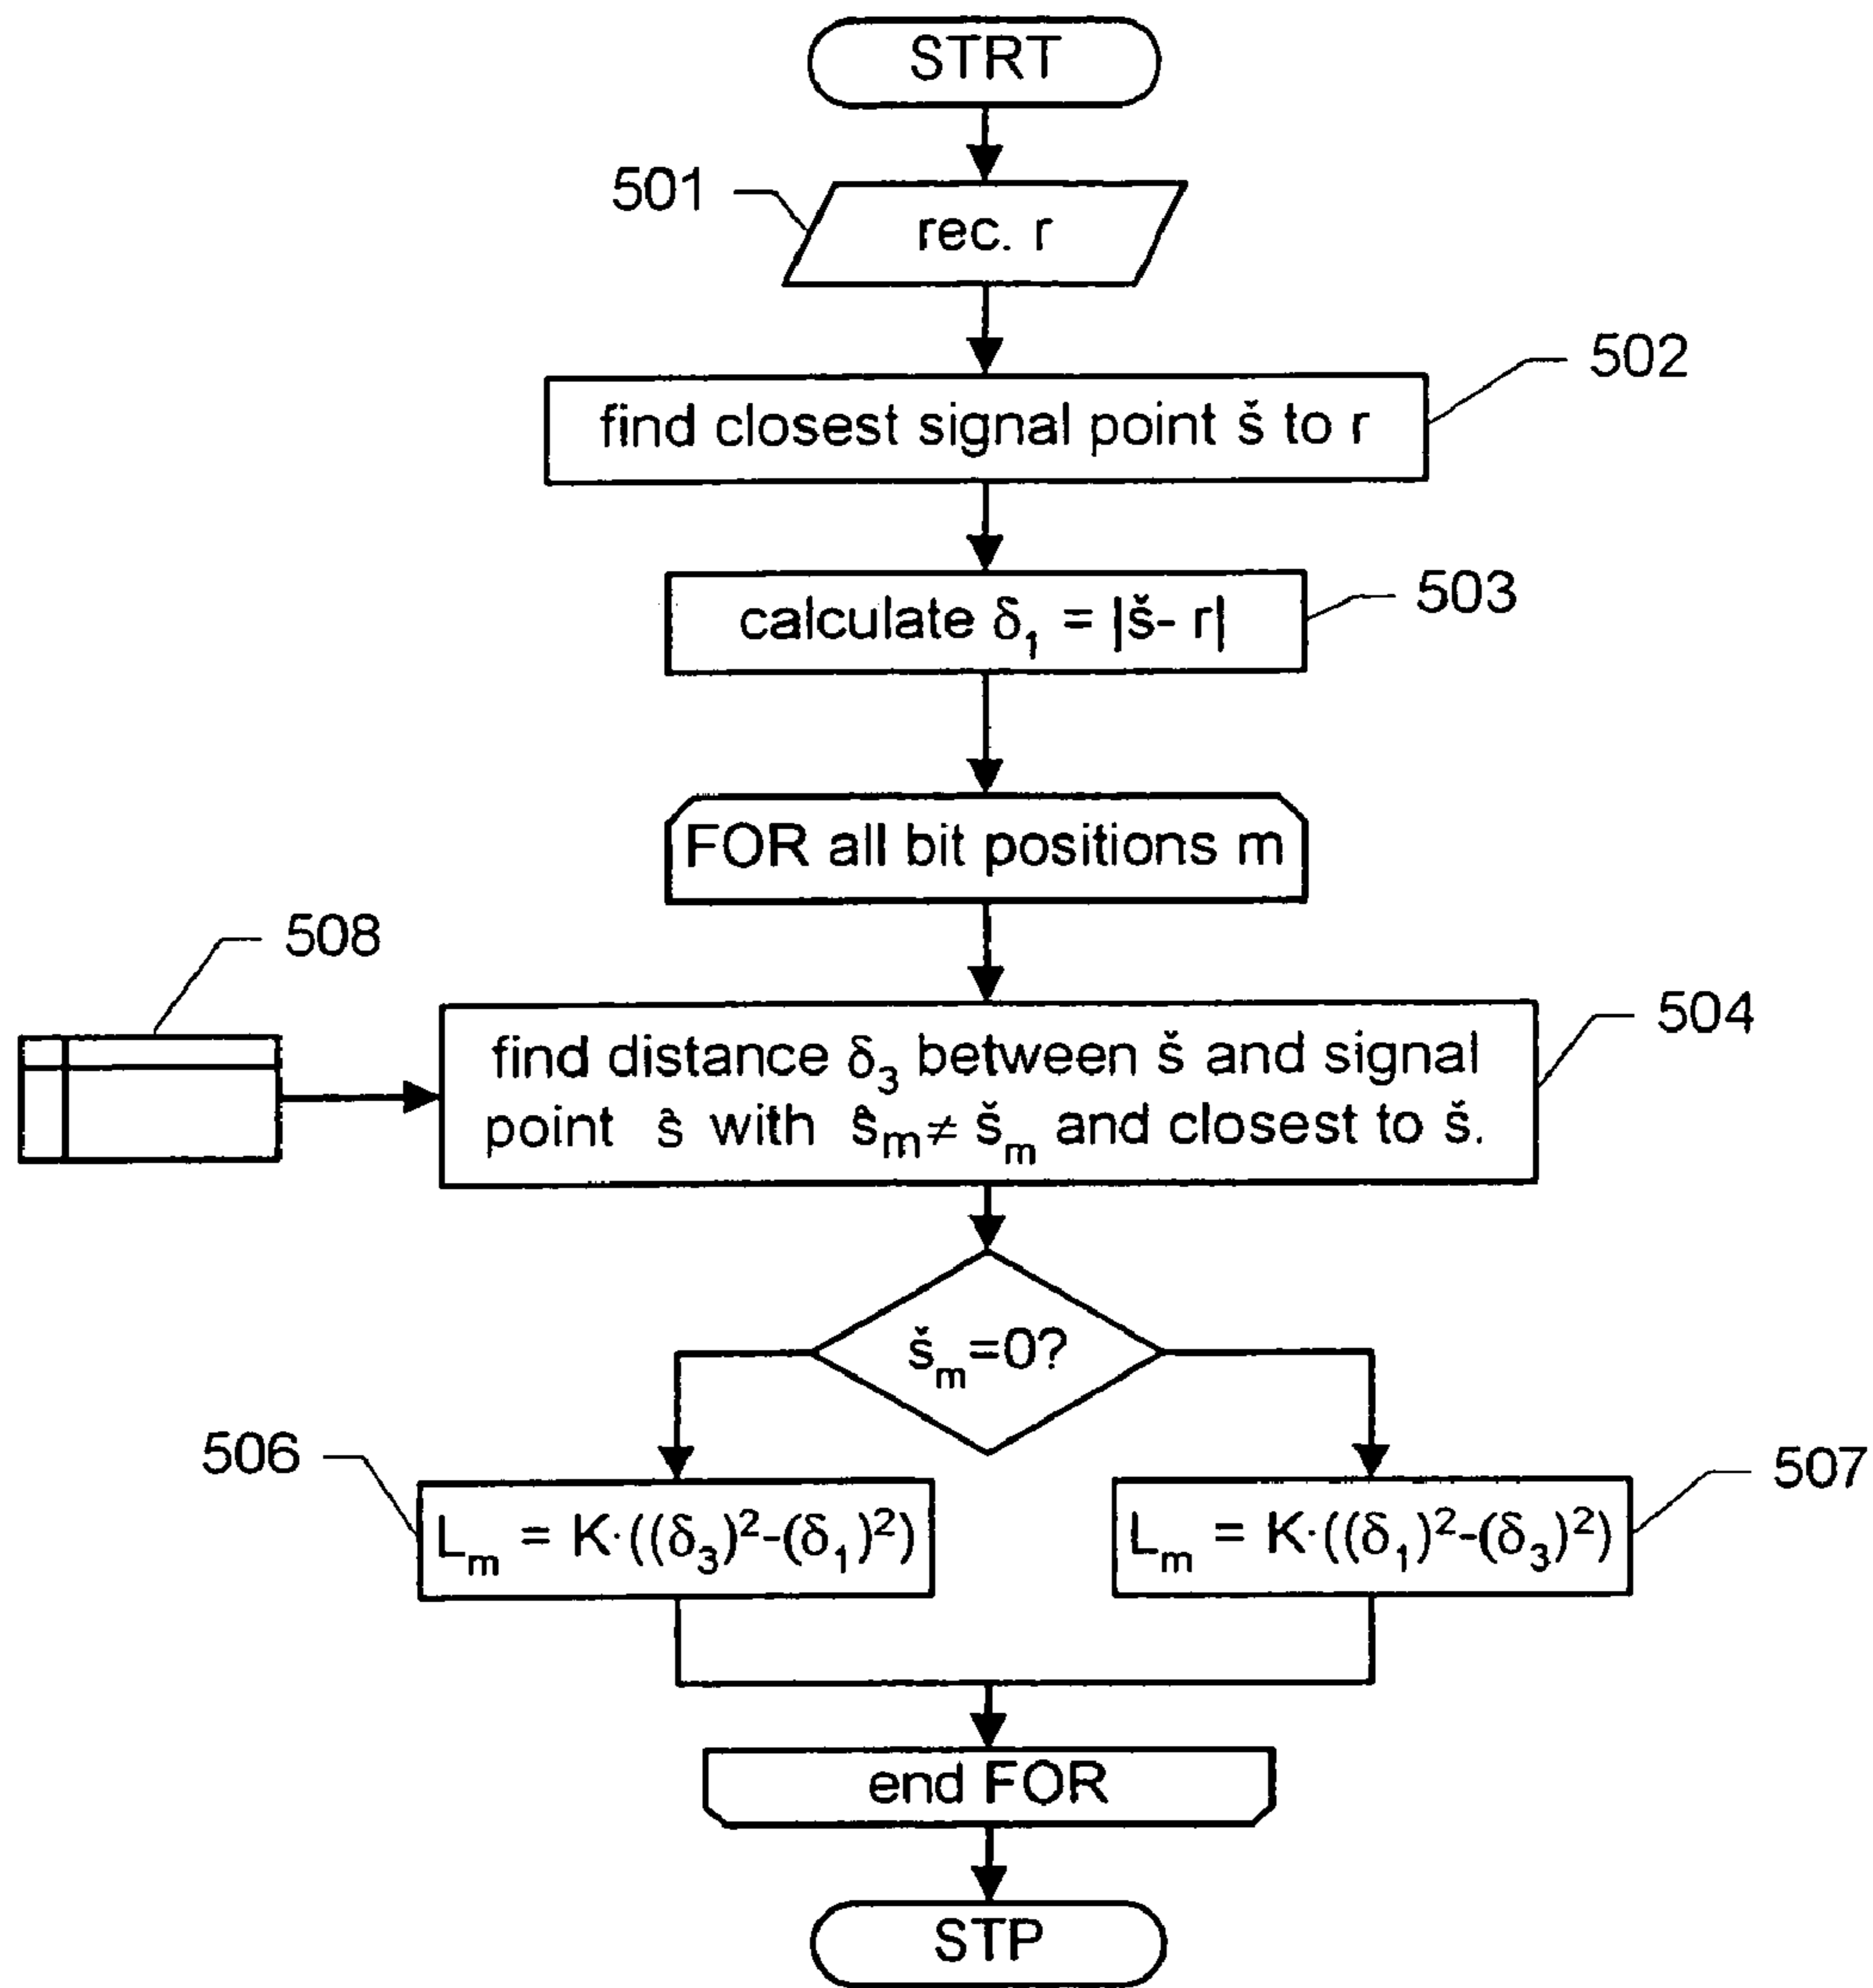 STRT
501
rec. r
502
find closest signal point š to r
503
calculate δ₁ = |š- r|
FOR all bit positions m
508
504
find distance δ₃ between š and signal
point ŝ with ŝₘ≠ šₘ and closest to š.
šₘ=0?
506
Lₘ = K·((δ₃)²-(δ₁)²)
507
Lₘ = K·((δ₁)²-(δ₃)²)
end FOR
STP